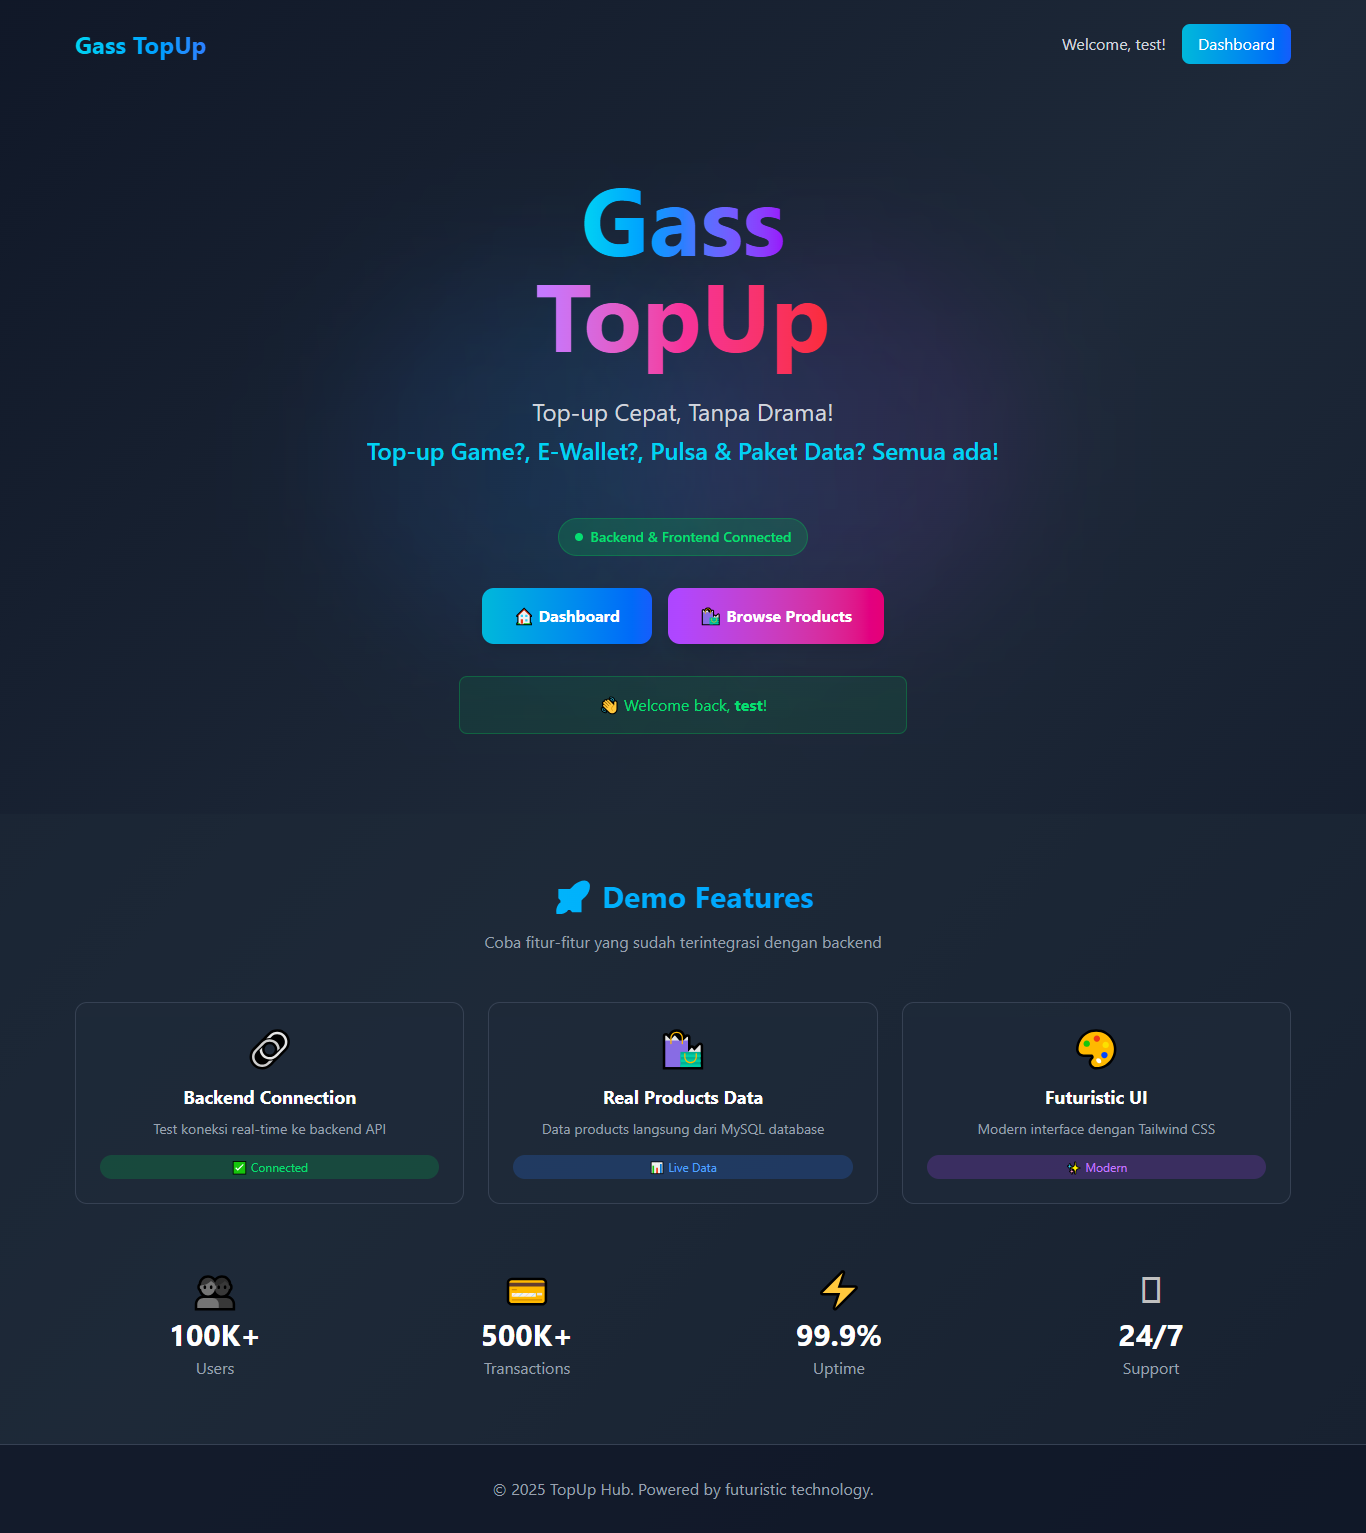 Gass TopUp
Welcome, test!
Dashboard
Gass
TopUp
Top-up Cepat, Tanpa Drama!
Top-up Game?, E-Wallet?, Pulsa & Paket Data? Semua ada!
Backend & Frontend Connected
🏠 Dashboard
🛍️ Browse Products
👋 Welcome back, test!
🚀 Demo Features
Coba fitur-fitur yang sudah terintegrasi dengan backend
Backend Connection
Test koneksi real-time ke backend API
✅ Connected
Real Products Data
Data products langsung dari MySQL database
📊 Live Data
Futuristic UI
Modern interface dengan Tailwind CSS
✨ Modern
100K+
Users
500K+
Transactions
99.9%
Uptime
24/7
Support
© 2025 TopUp Hub. Powered by futuristic technology.